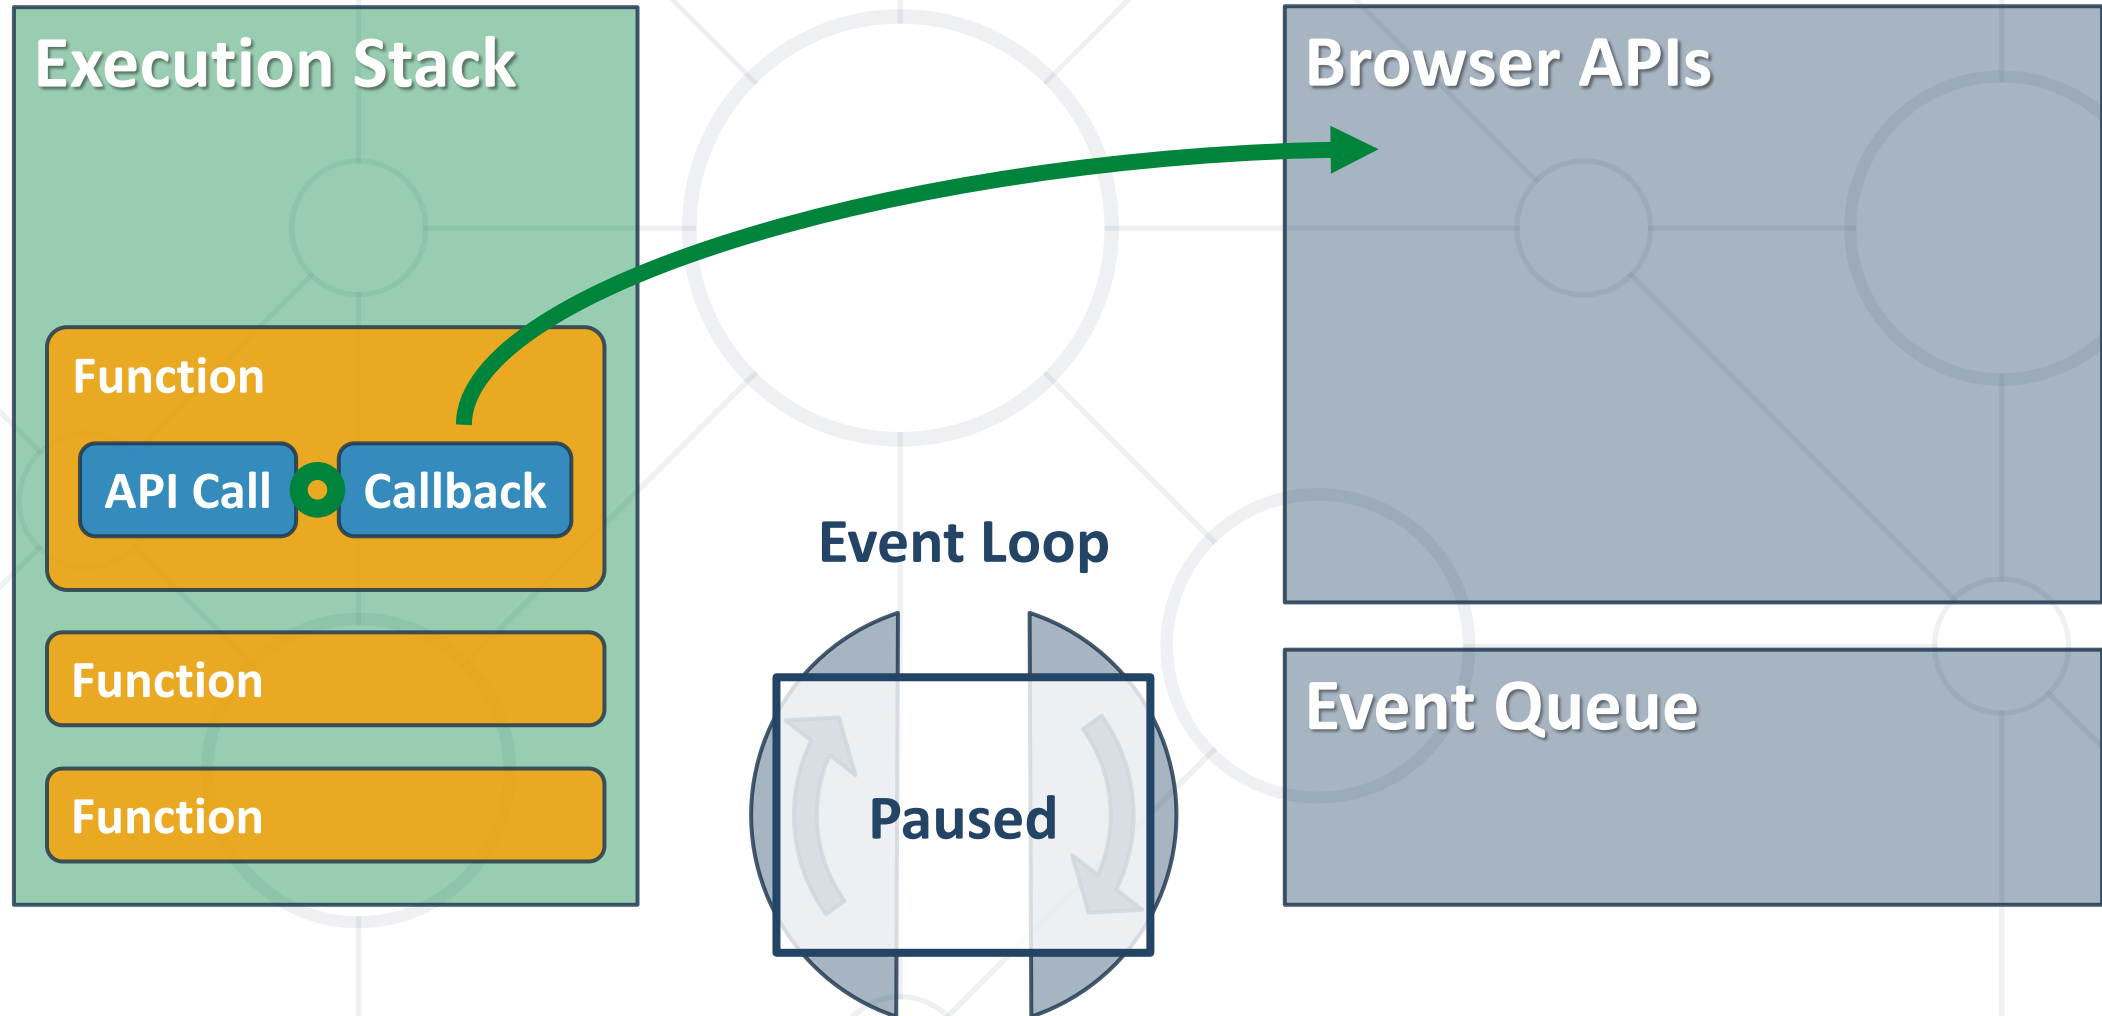 Execution Stack
Function
API Call
Callback
Function
Function
Event Loop
Paused
Browser APIs
Event Queue